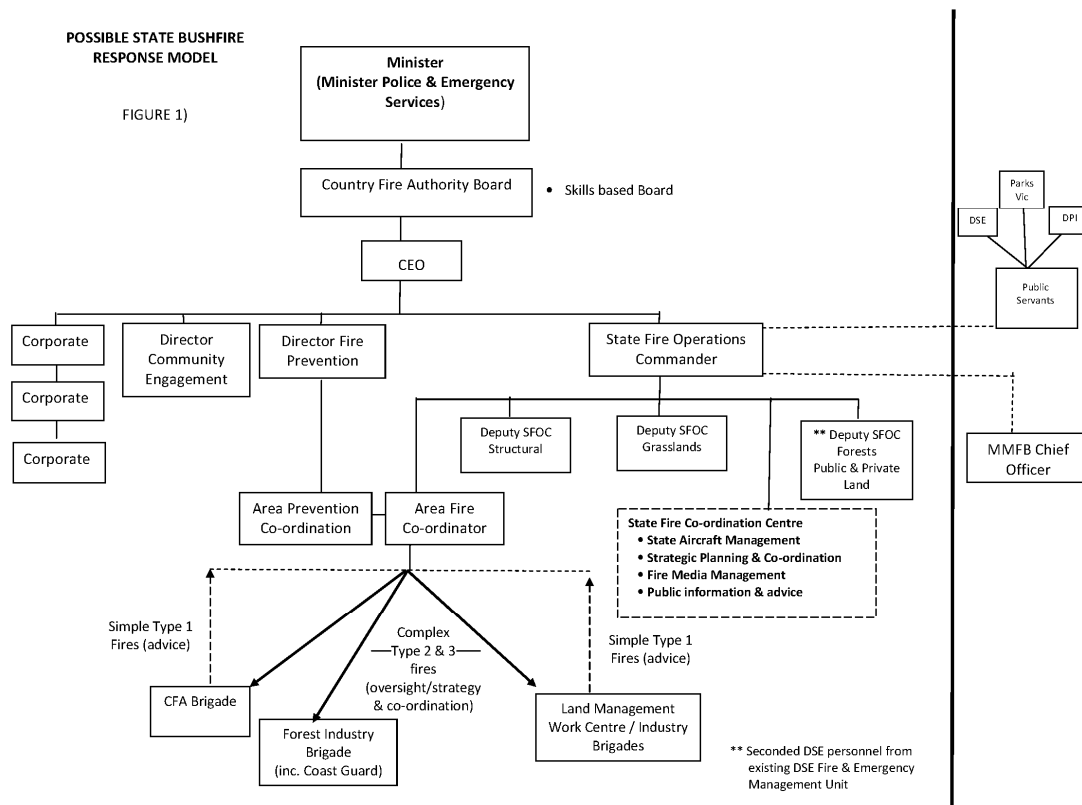 POSSIBLE STATE BUSHFIRE
RESPONSE MODEL
FIGURE 1)
Minister
(Minister Police & Emergency
Services)
Country Fire Authority Board
• Skills based Board
CEO
Parks
Vic
DSE
DPI
Public
Servants
Corporate
Corporate
Corporate
Director
Community
Engagement
Director Fire
Prevention
State Fire Operations
Commander
Deputy SFOC
Structural
Deputy SFOC
Grasslands
** Deputy SFOC
Forests
Public & Private
Land
MMFB Chief
Officer
Area Prevention
Co-ordination
Area Fire
Co-ordinator
State Fire Co-ordination Centre
• State Aircraft Management
• Strategic Planning & Co-ordination
• Fire Media Management
• Public information & advice
Simple Type 1
Fires (advice)
Complex
Type 2 & 3
fires
(oversight/strategy
& co-ordination)
Simple Type 1
Fires (advice)
CFA Brigade
Forest Industry
Brigade
(inc. Coast Guard)
Land Management
Work Centre / Industry
Brigades
** Seconded DSE personnel from
existing DSE Fire & Emergency
Management Unit